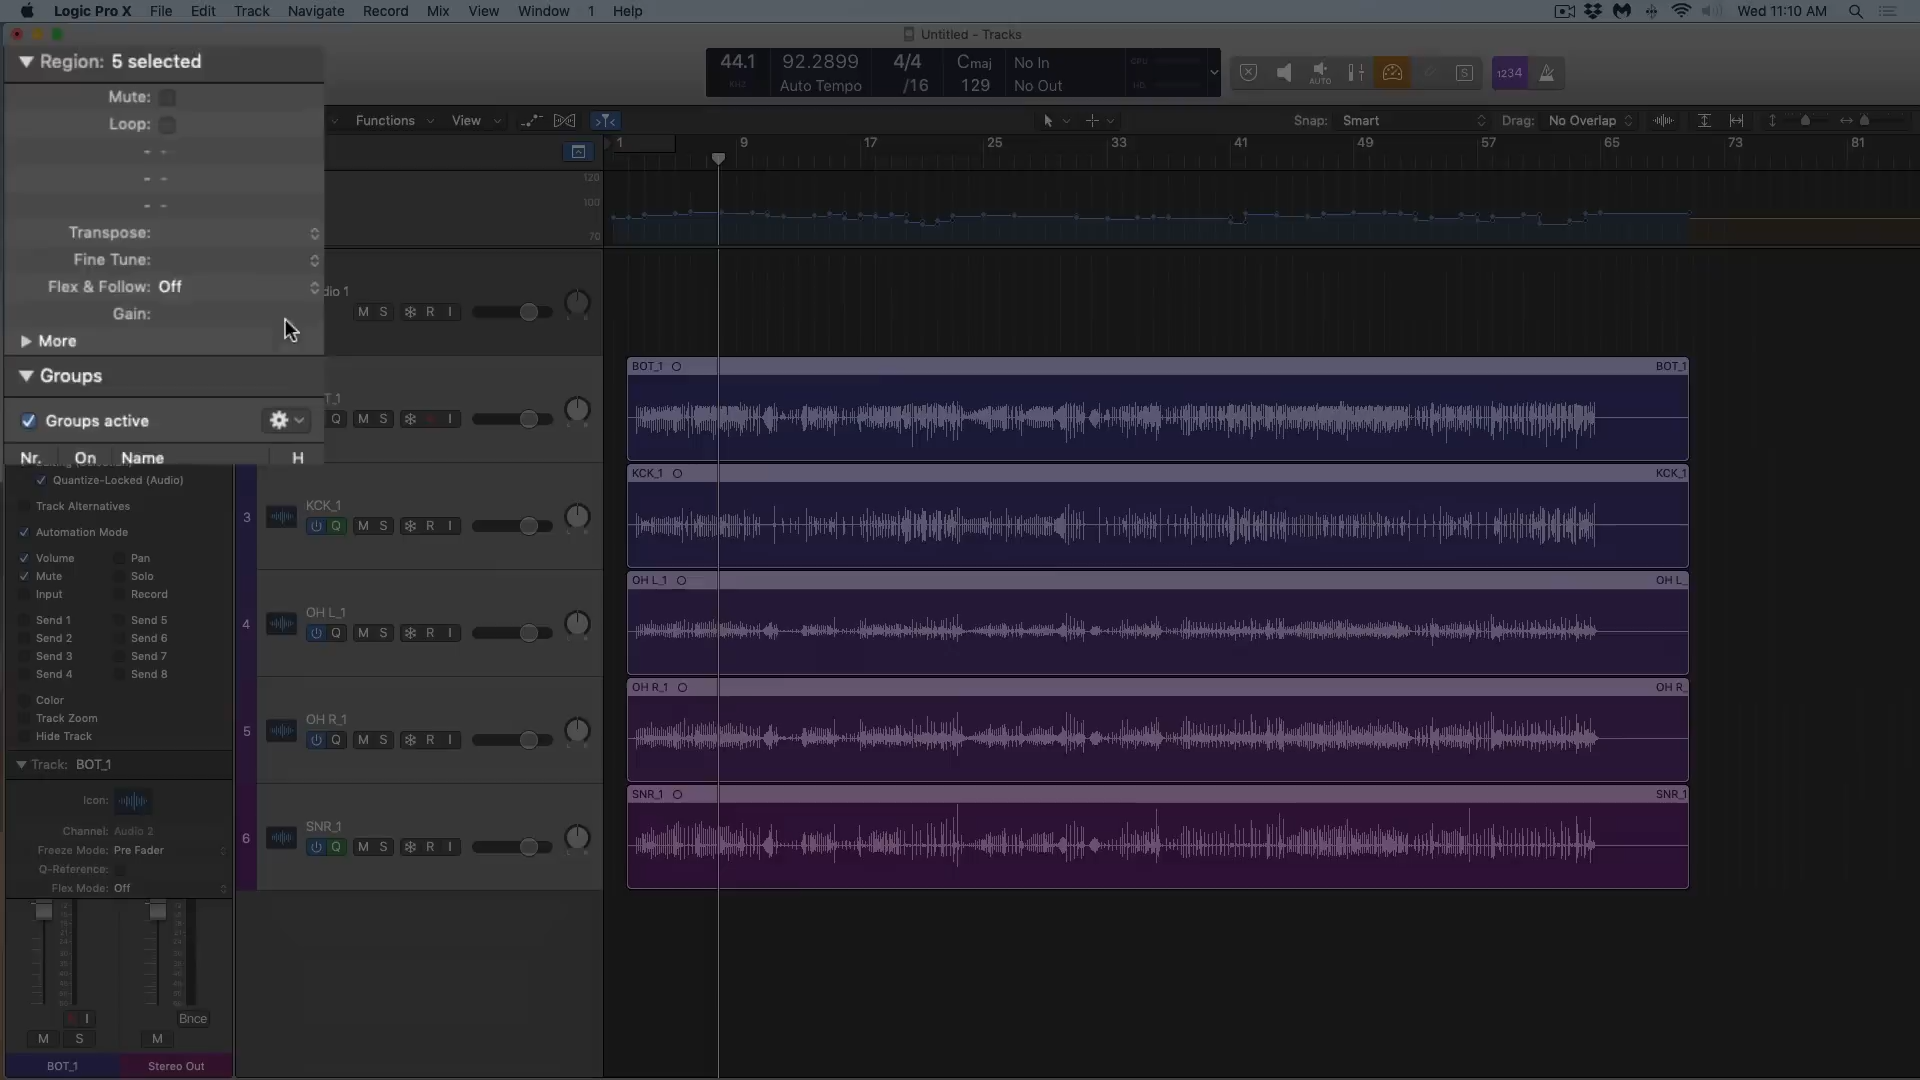 Logic Pro X File Edit Track Navigate Record Mix View Window 1 Help Wed 11:10 AM
Untitled - Tracks
Region: 5 selected
Mute:
Loop:
Transpose:
Fine Tune:
Flex & Follow: Off
Gain:
More
Groups
Groups active
Nr. On Name H
44.1 92.2899 4/4 Cmaj No In CPU
KHZ Auto Tempo /16 129 No Out HD
AUTO
S
1234
Functions View Snap: Smart Drag: No Overlap
1 9 17 25 33 41 49 57 65 73 81
120
100
70
dio 1
M S R I
T_1
Q M S I
BOT_1 BOT_1
Quantize-Locked (Audio)
Track Alternatives
Automation Mode
Volume Pan
Mute Solo
Input Record
Send 1 Send 5
Send 2 Send 6
Send 3 Send 7
Send 4 Send 8
Color
Track Zoom
Hide Track
Track: BOT_1
Icon:
Channel: Audio 2
Freeze Mode: Pre Fader
Q-Reference:
Flex Mode: Off
I Bnce
M S M
BOT_1 Stereo Out
3 KCK_1
Q M S R I
KCK_1 KCK_1
4 OH L_1
Q M S R I
OH L_1 OH L_
5 OH R_1
Q M S R I
OH R_1 OH R_
6 SNR_1
Q M S R I
SNR_1 SNR_1